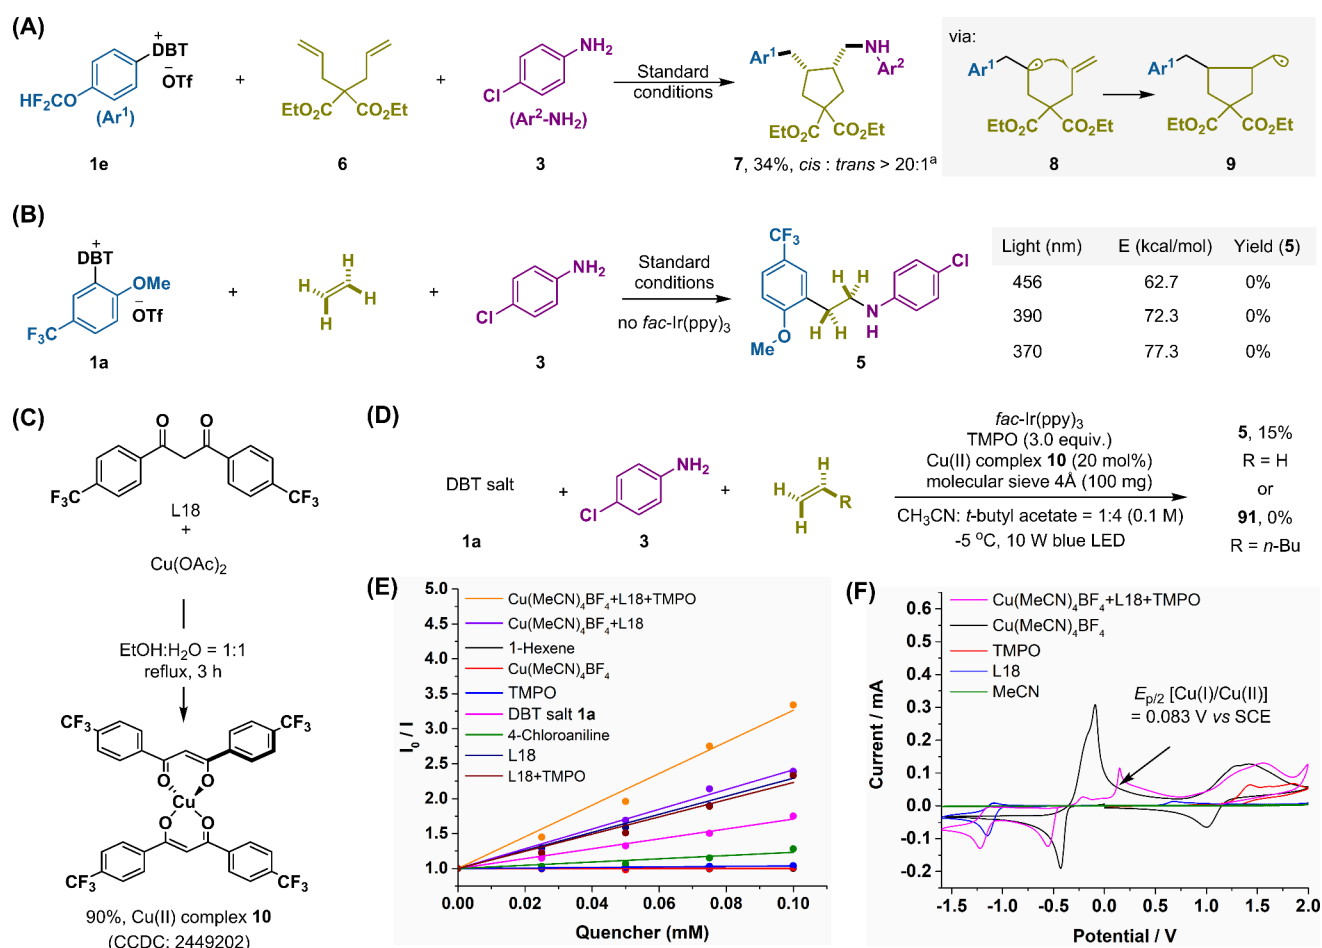 (A)
+
DBT
−
OTf
HF₂CO
(Ar¹)
1e
+
EtO₂C CO₂Et
6
+
NH₂
Cl
(Ar²-NH₂)
3
Standard
conditions
Ar¹
NH
Ar²
EtO₂C CO₂Et
7, 34%, cis : trans > 20:1ᵃ
via:
Ar¹
EtO₂C CO₂Et
8
Ar¹
EtO₂C CO₂Et
9
(B)
+
DBT
OMe
−
OTf
F₃C
1a
+
H H
H H
+
NH₂
Cl
3
Standard
conditions
no fac-Ir(ppy)₃
CF₃
Cl
H H
H H
N
H
O
Me
5
Light (nm) E (kcal/mol) Yield (5)
456 62.7 0%
390 72.3 0%
370 77.3 0%
(C)
O O
F₃C CF₃
L18
+
Cu(OAc)₂
EtOH:H₂O = 1:1
reflux, 3 h
CF₃ CF₃
O O
Cu
O O
CF₃ CF₃
90%, Cu(II) complex 10
(CCDC: 2449202)
(D)
DBT salt
1a
+
NH₂
Cl
3
+
H H
H R
fac-Ir(ppy)₃
TMPO (3.0 equiv.)
Cu(II) complex 10 (20 mol%)
molecular sieve 4Å (100 mg)
CH₃CN: t-butyl acetate = 1:4 (0.1 M)
-5 °C, 10 W blue LED
5, 15%
R = H
or
91, 0%
R = n-Bu
(E)
Cu(MeCN)₄BF₄+L18+TMPO
Cu(MeCN)₄BF₄+L18
1-Hexene
Cu(MeCN)₄BF₄
TMPO
DBT salt 1a
4-Chloroaniline
L18
L18+TMPO
I₀ / I
5.0
4.5
4.0
3.5
3.0
2.5
2.0
1.5
1.0
0.00 0.02 0.04 0.06 0.08 0.10
Quencher (mM)
(F)
Cu(MeCN)₄BF₄+L18+TMPO
Cu(MeCN)₄BF₄
TMPO
L18
MeCN
Eₚ/₂ [Cu(I)/Cu(II)]
= 0.083 V vs SCE
Current / mA
0.6
0.5
0.4
0.3
0.2
0.1
0.0
-0.1
-0.2
-1.5 -1.0 -0.5 0.0 0.5 1.0 1.5 2.0
Potential / V